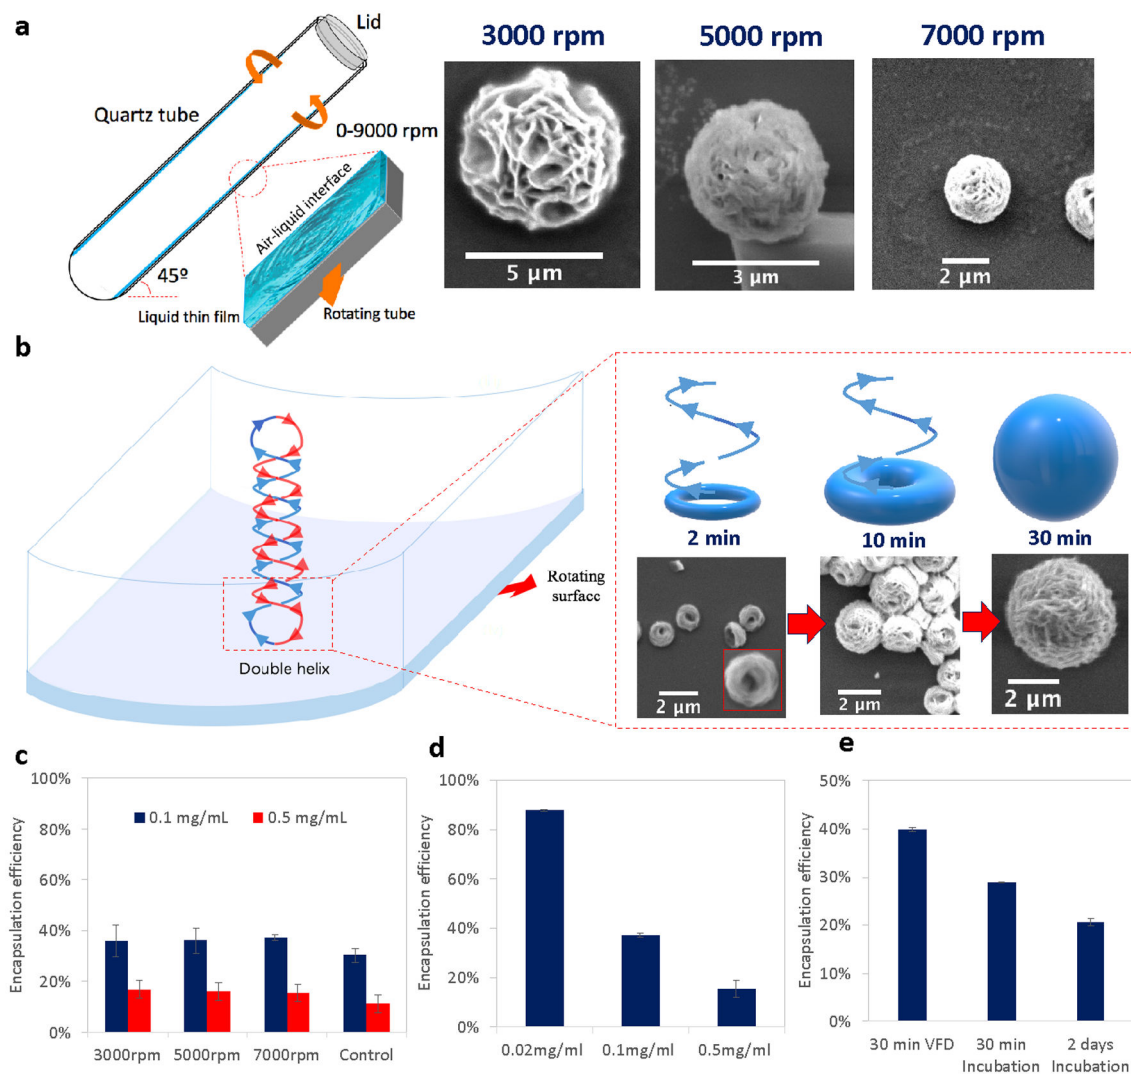 a
Lid
Quartz tube
0-9000 rpm
Air-liquid interface
45º
Liquid thin film
Rotating tube
3000 rpm
5000 rpm
7000 rpm
5 µm
3 µm
2 µm
b
Rotating
surface
Double helix
2 min
10 min
30 min
2 µm
2 µm
2 µm
c
Encapsulation efficiency
100%
80%
60%
40%
20%
0%
0.1 mg/mL
0.5 mg/mL
3000rpm
5000rpm
7000rpm
Control
d
Encapsulation efficiency
100%
80%
60%
40%
20%
0%
0.02mg/ml
0.1mg/ml
0.5mg/ml
e
Encapsulation efficiency
50%
40%
30%
20%
10%
0%
30 min VFD
30 min
Incubation
2 days
Incubation